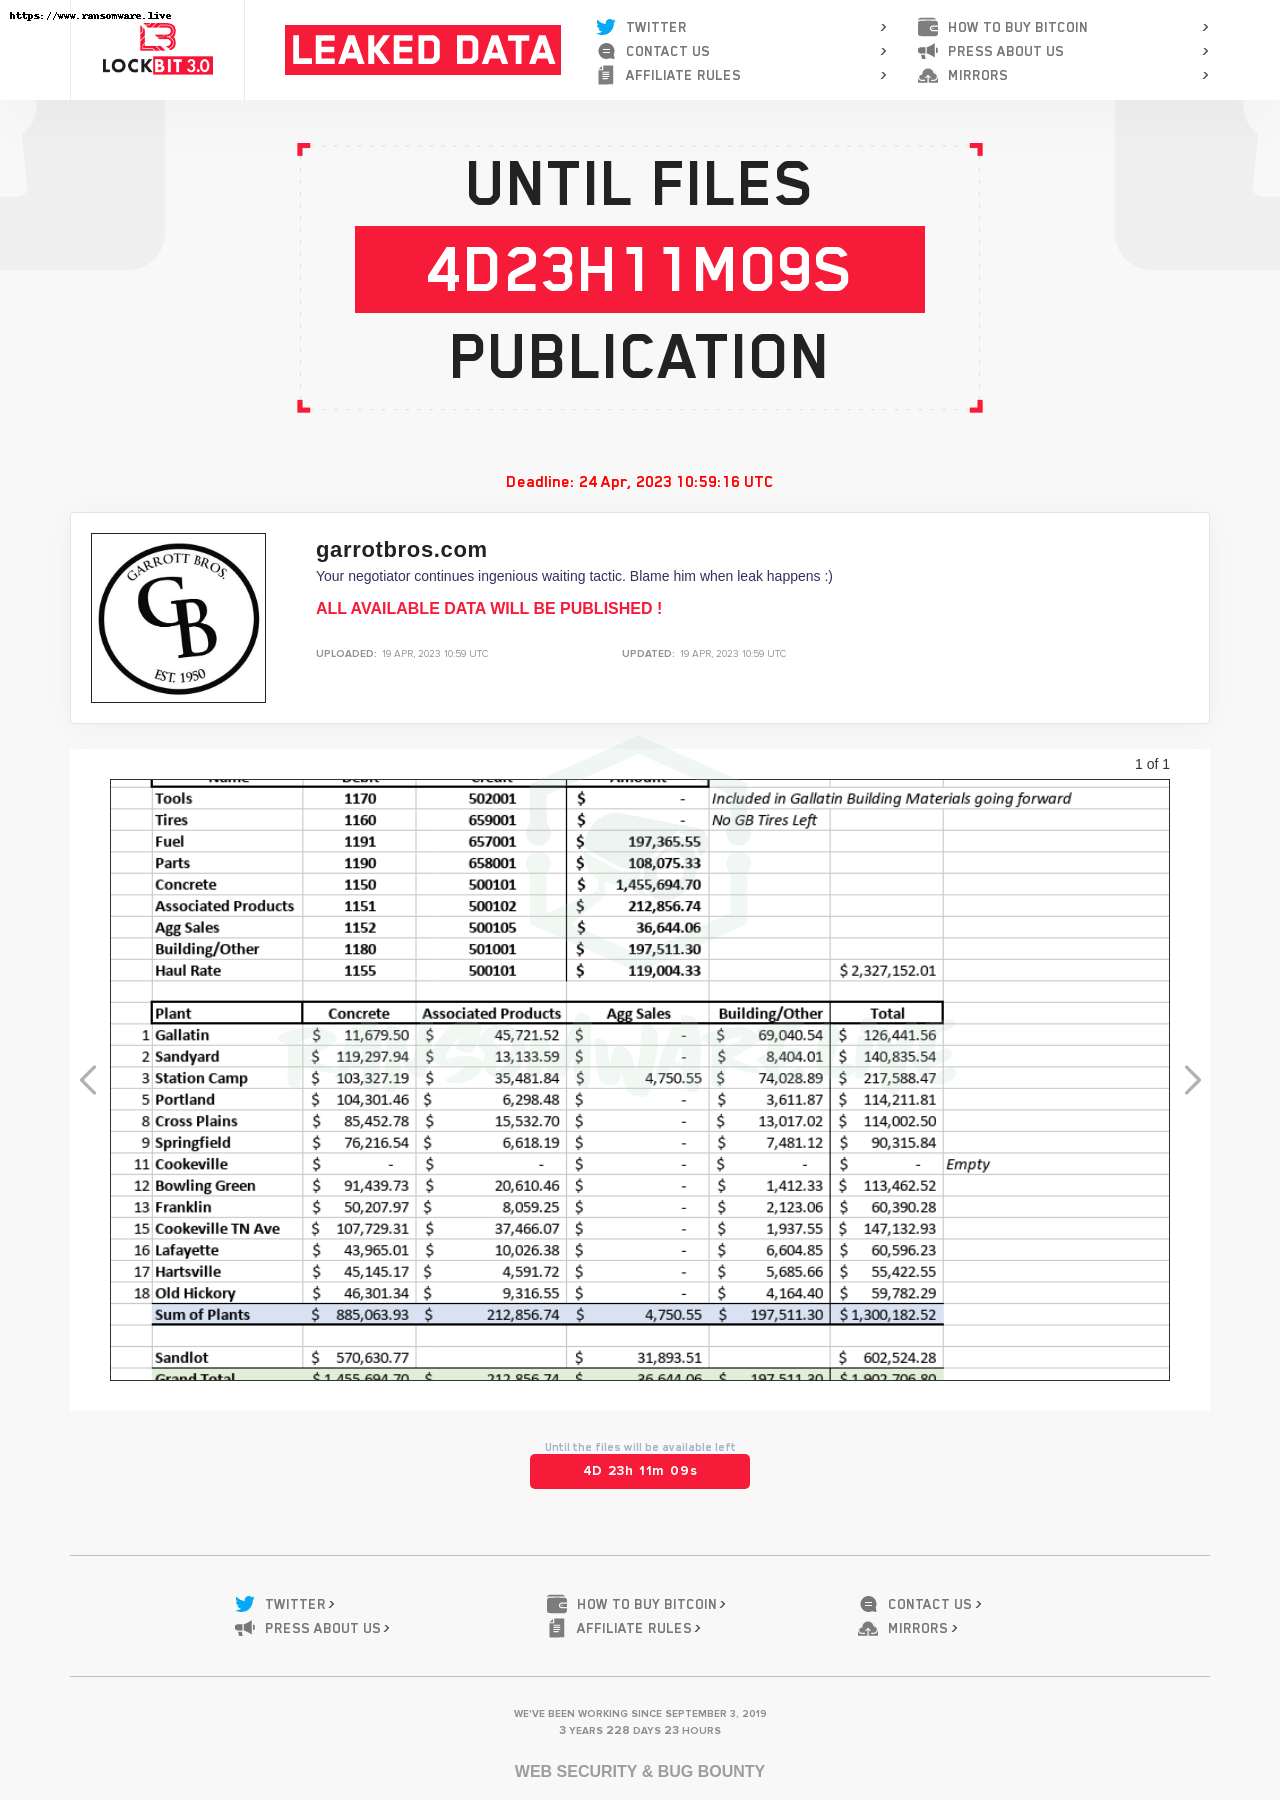 https://www.ransomware.live
LOCKBIT 3.0
LEAKED DATA
TWITTER
CONTACT US
AFFILIATE RULES
HOW TO BUY BITCOIN
PRESS ABOUT US
MIRRORS
UNTIL FILES
4D23H11M09S
PUBLICATION
Deadline: 24 Apr, 2023 10:59:16 UTC
GARROTT BROS.
GB
EST. 1950
garrotbros.com
Your negotiator continues ingenious waiting tactic. Blame him when leak happens :)
ALL AVAILABLE DATA WILL BE PUBLISHED !
UPLOADED: 19 APR, 2023 10:59 UTC UPDATED: 19 APR, 2023 10:59 UTC
1 of 1
Name Debit Credit Amount
Tools 1170 502001 $ - Included in Gallatin Building Materials going forward
Tires 1160 659001 $ - No GB Tires Left
Fuel 1191 657001 $ 197,365.55
Parts 1190 658001 $ 108,075.33
Concrete 1150 500101 $ 1,455,694.70
Associated Products 1151 500102 $ 212,856.74
Agg Sales 1152 500105 $ 36,644.06
Building/Other 1180 501001 $ 197,511.30
Haul Rate 1155 500101 $ 119,004.33 $ 2,327,152.01
Plant Concrete Associated Products Agg Sales Building/Other Total
1 Gallatin $ 11,679.50 $ 45,721.52 $ - $ 69,040.54 $ 126,441.56
2 Sandyard $ 119,297.94 $ 13,133.59 $ - $ 8,404.01 $ 140,835.54
3 Station Camp $ 103,327.19 $ 35,481.84 $ 4,750.55 $ 74,028.89 $ 217,588.47
5 Portland $ 104,301.46 $ 6,298.48 $ - $ 3,611.87 $ 114,211.81
8 Cross Plains $ 85,452.78 $ 15,532.70 $ - $ 13,017.02 $ 114,002.50
9 Springfield $ 76,216.54 $ 6,618.19 $ - $ 7,481.12 $ 90,315.84
11 Cookeville $ - $ - $ - $ - $ - Empty
12 Bowling Green $ 91,439.73 $ 20,610.46 $ - $ 1,412.33 $ 113,462.52
13 Franklin $ 50,207.97 $ 8,059.25 $ - $ 2,123.06 $ 60,390.28
15 Cookeville TN Ave $ 107,729.31 $ 37,466.07 $ - $ 1,937.55 $ 147,132.93
16 Lafayette $ 43,965.01 $ 10,026.38 $ - $ 6,604.85 $ 60,596.23
17 Hartsville $ 45,145.17 $ 4,591.72 $ - $ 5,685.66 $ 55,422.55
18 Old Hickory $ 46,301.34 $ 9,316.55 $ - $ 4,164.40 $ 59,782.29
Sum of Plants $ 885,063.93 $ 212,856.74 $ 4,750.55 $ 197,511.30 $ 1,300,182.52
Sandlot $ 570,630.77 $ 31,893.51 $ 602,524.28
Grand Total $ 1,455,694.70 $ 212,856.74 $ 36,644.06 $ 197,511.30 $ 1,902,706.80
RANSOMWARE LIVE
Until the files will be available left
4D 23h 11m 09s
TWITTER
HOW TO BUY BITCOIN
CONTACT US
PRESS ABOUT US
AFFILIATE RULES
MIRRORS
WE'VE BEEN WORKING SINCE SEPTEMBER 3, 2019
3 YEARS 228 DAYS 23 HOURS
WEB SECURITY & BUG BOUNTY